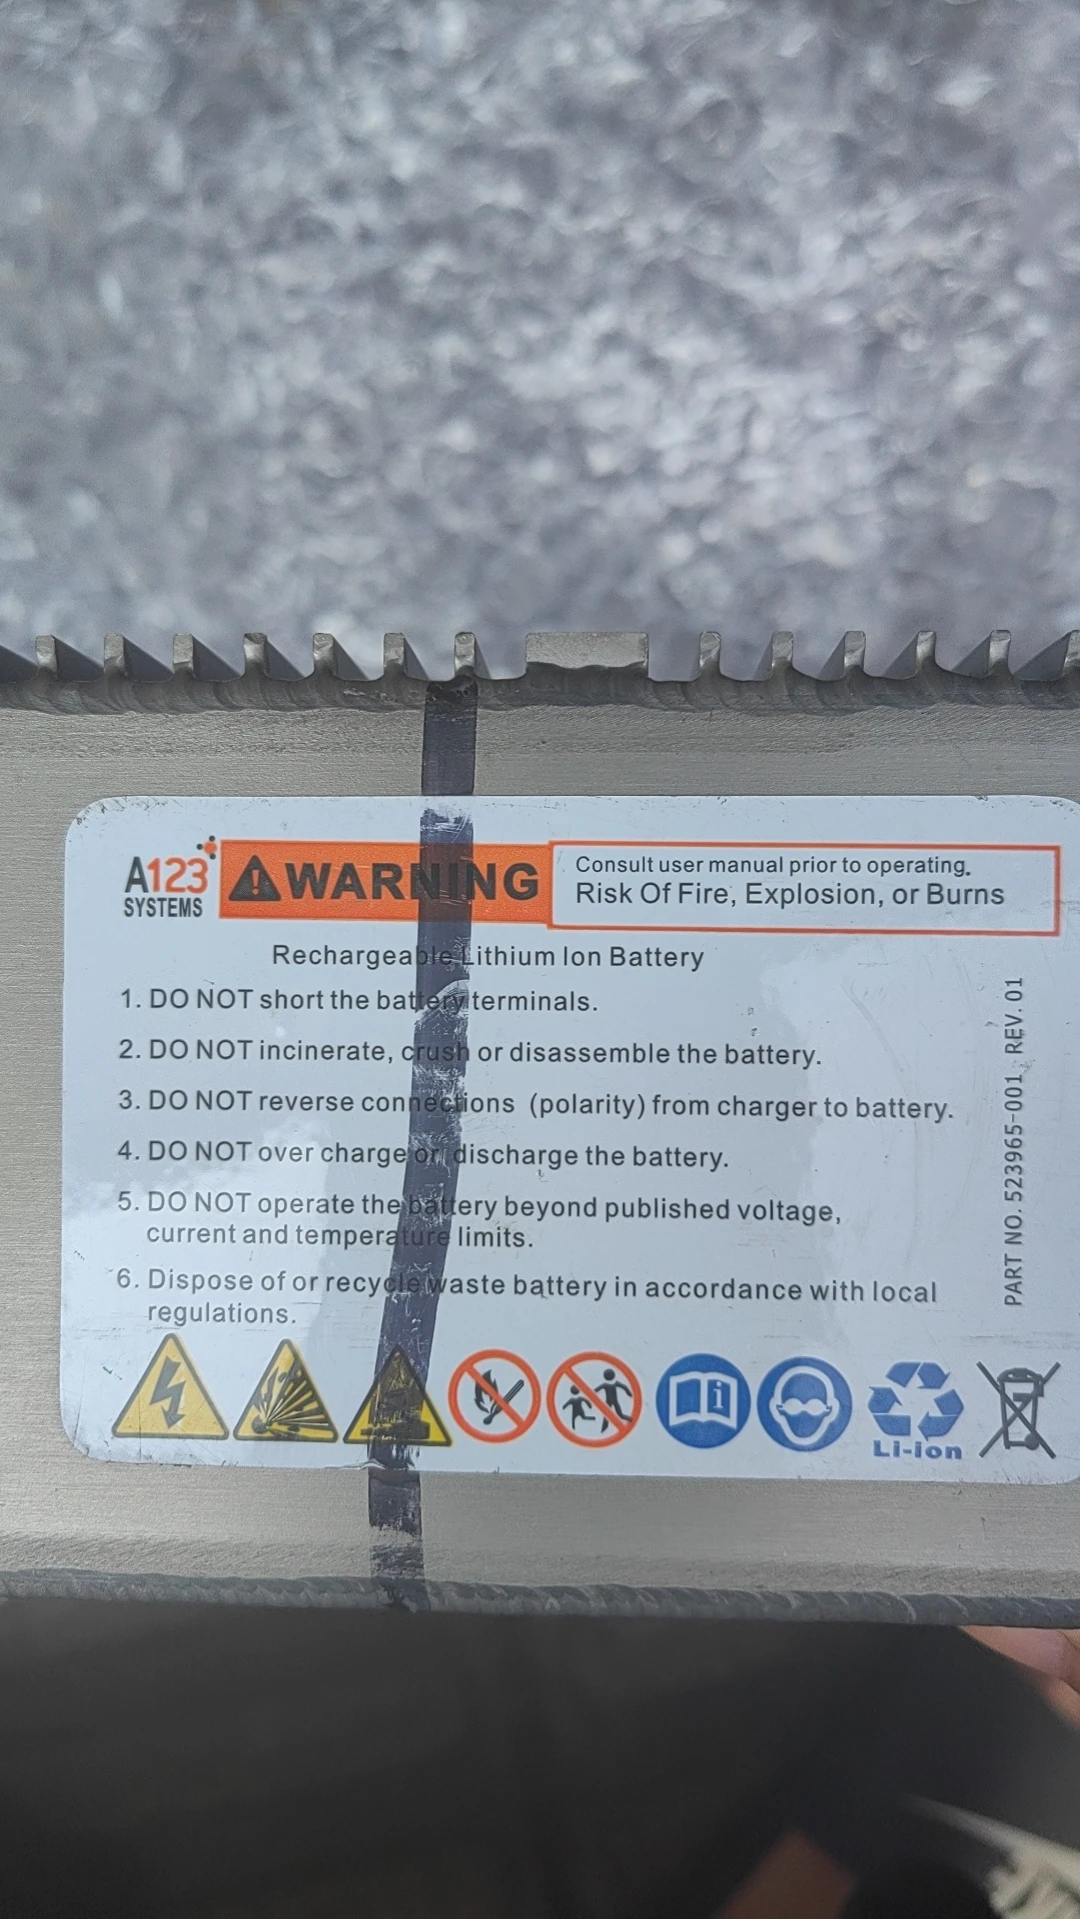 A123
SYSTEMS
WARNING
Consult user manual prior to operating.
Risk Of Fire, Explosion, or Burns
Rechargeable Lithium Ion Battery
1. DO NOT short the battery terminals.
2. DO NOT incinerate, crush or disassemble the battery.
3. DO NOT reverse connections (polarity) from charger to battery.
4. DO NOT over charge or discharge the battery.
5. DO NOT operate the battery beyond published voltage,
current and temperature limits.
6. Dispose of or recycle waste battery in accordance with local
regulations.
Li-ion
PART NO. 523965-001 REV. 01